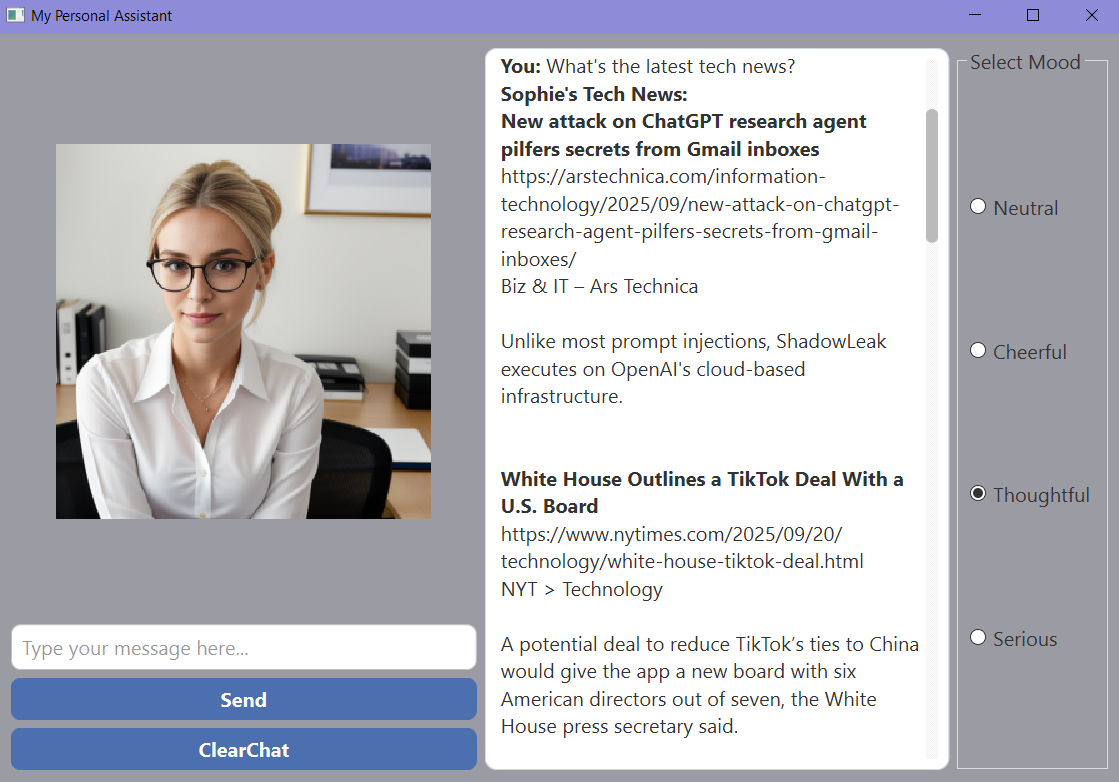 My Personal Assistant
You: What's the latest tech news?
Sophie's Tech News:
New attack on ChatGPT research agent
pilfers secrets from Gmail inboxes
https://arstechnica.com/information-
technology/2025/09/new-attack-on-chatgpt-
research-agent-pilfers-secrets-from-gmail-
inboxes/
Biz & IT – Ars Technica
Unlike most prompt injections, ShadowLeak
executes on OpenAI's cloud-based
infrastructure.
White House Outlines a TikTok Deal With a
U.S. Board
https://www.nytimes.com/2025/09/20/
technology/white-house-tiktok-deal.html
NYT > Technology
A potential deal to reduce TikTok’s ties to China
would give the app a new board with six
American directors out of seven, the White
House press secretary said.
Type your message here...
Send
ClearChat
Select Mood
Neutral
Cheerful
Thoughtful
Serious